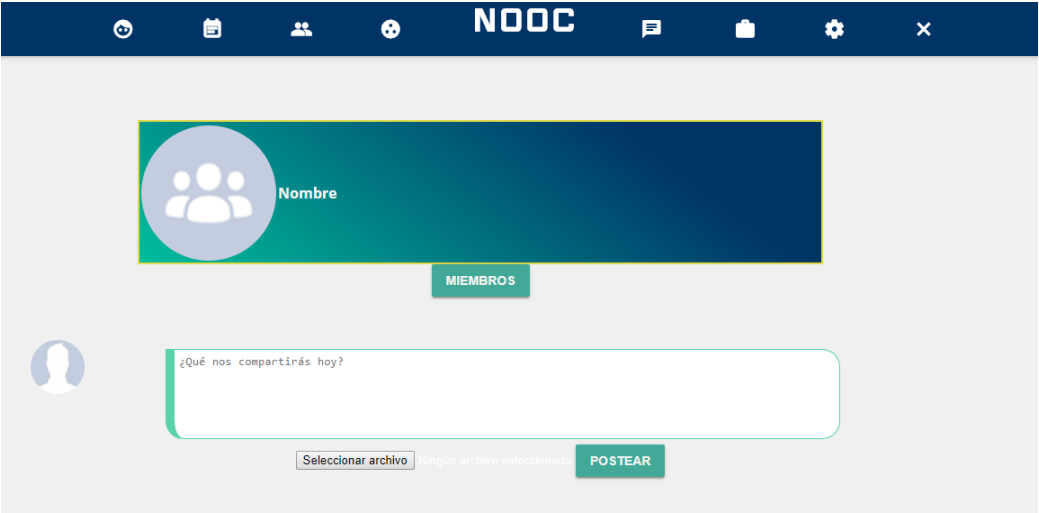 NOOC
Nombre
MIEMBROS
¿Qué nos compartirás hoy?
Seleccionar archivo Ningún archivo seleccionado POSTEAR